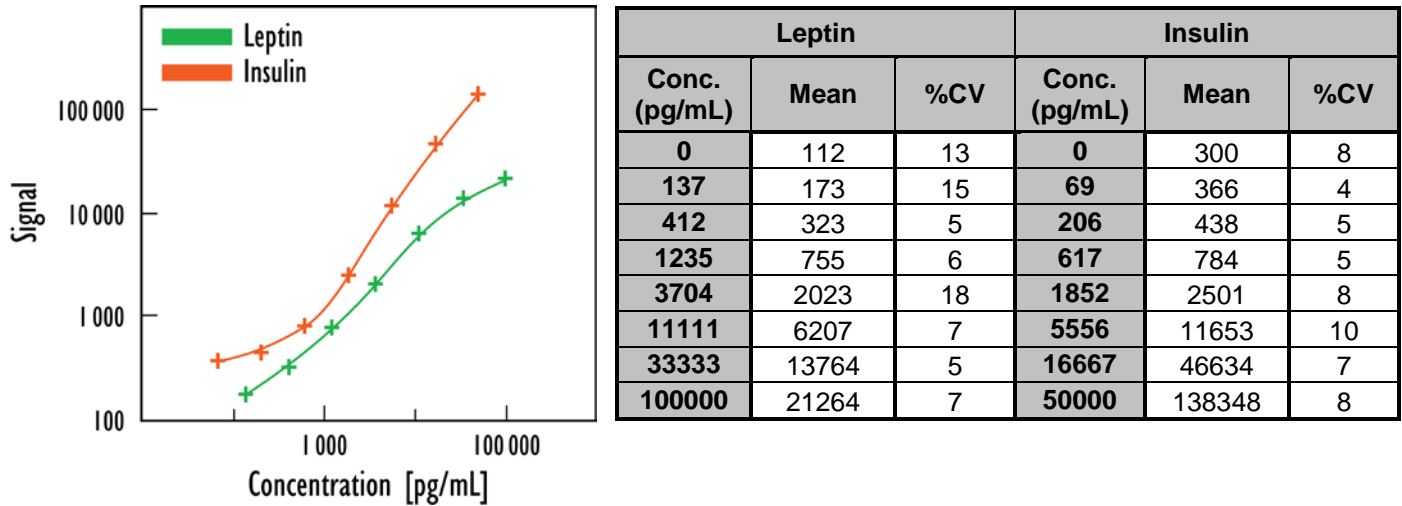 Leptin
Insulin
Signal
100 000
10 000
1 000
100
1 000 100 000
Concentration [pg/mL]
Leptin Insulin
Conc. (pg/mL) Mean %CV Conc. (pg/mL) Mean %CV
0 112 13 0 300 8
137 173 15 69 366 4
412 323 5 206 438 5
1235 755 6 617 784 5
3704 2023 18 1852 2501 8
11111 6207 7 5556 11653 10
33333 13764 5 16667 46634 7
100000 21264 7 50000 138348 8